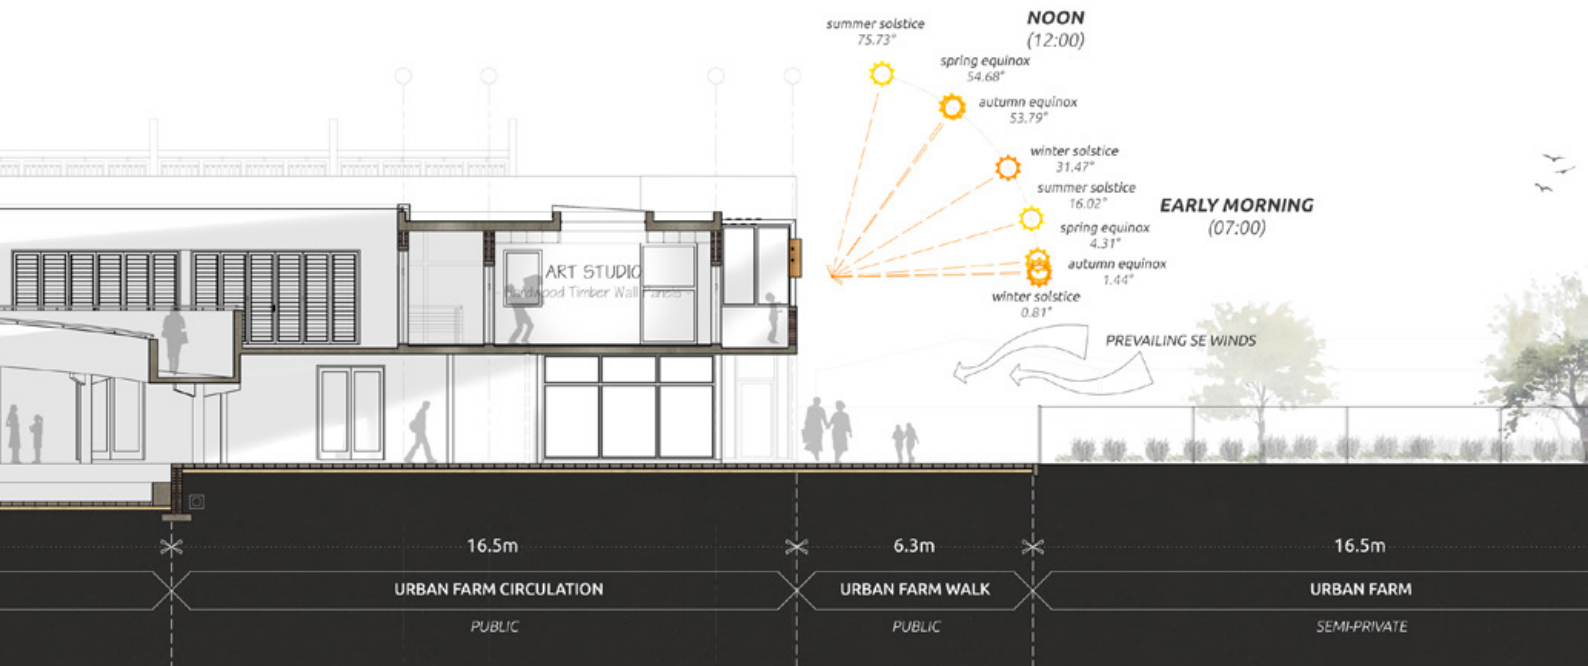 NOON
(12:00)
summer solstice
75.73°
spring equinox
54.68°
autumn equinox
53.79°
winter solstice
31.47°
summer solstice
16.02°
EARLY MORNING
(07:00)
spring equinox
4.31°
autumn equinox
1.44°
winter solstice
0.81°
ART STUDIO
- Hardwood Timber Wall Panels -
PREVAILING SE WINDS
16.5m
6.3m
16.5m
URBAN FARM CIRCULATION
URBAN FARM WALK
URBAN FARM
PUBLIC
PUBLIC
SEMI-PRIVATE